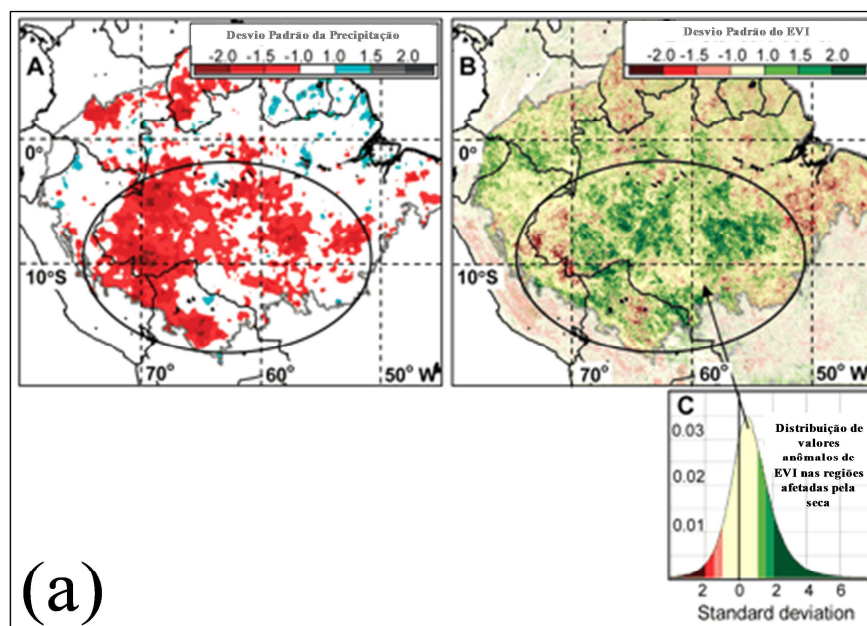 Desvio Padrão da Precipitação
-2.0 -1.5 -1.0 1.0 1.5 2.0
A
0°
10°S
70° 60° 50° W
Desvio Padrão do EVI
-2.0 -1.5 -1.0 1.0 1.5 2.0
B
0°
10°S
70° 60° 50° W
C
Distribuição de
valores
anômalos de
EVI nas regiões
afetadas pela
seca
0.03
0.02
0.01
2 0 2 4 6
Standard deviation
(a)